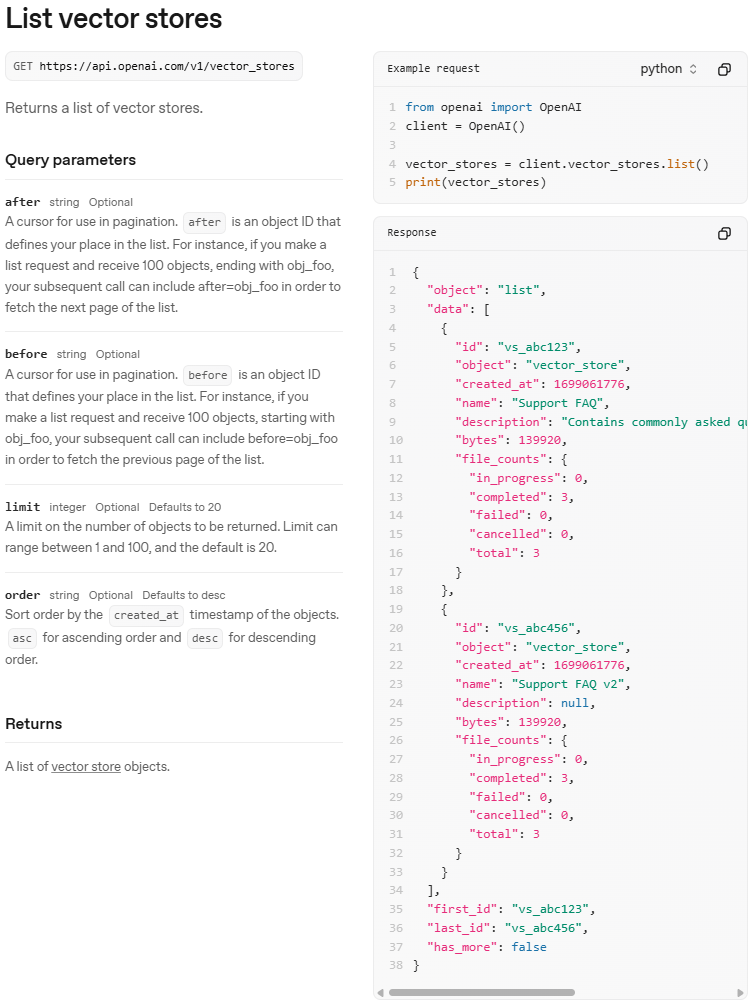 List vector stores
GET https://api.openai.com/v1/vector_stores
Returns a list of vector stores.
Query parameters
after string Optional
A cursor for use in pagination. after is an object ID that
defines your place in the list. For instance, if you make a
list request and receive 100 objects, ending with obj_foo,
your subsequent call can include after=obj_foo in order to
fetch the next page of the list.
before string Optional
A cursor for use in pagination. before is an object ID
that defines your place in the list. For instance, if you
make a list request and receive 100 objects, starting with
obj_foo, your subsequent call can include before=obj_foo
in order to fetch the previous page of the list.
limit integer Optional Defaults to 20
A limit on the number of objects to be returned. Limit can
range between 1 and 100, and the default is 20.
order string Optional Defaults to desc
Sort order by the created_at timestamp of the objects.
asc for ascending order and desc for descending
order.
Returns
A list of vector store objects.
Example request python
1 from openai import OpenAI
2 client = OpenAI()
3
4 vector_stores = client.vector_stores.list()
5 print(vector_stores)
Response
1 {
2 "object": "list",
3 "data": [
4 {
5 "id": "vs_abc123",
6 "object": "vector_store",
7 "created_at": 1699061776,
8 "name": "Support FAQ",
9 "description": "Contains commonly asked
10 "bytes": 139920,
11 "file_counts": {
12 "in_progress": 0,
13 "completed": 3,
14 "failed": 0,
15 "cancelled": 0,
16 "total": 3
17 }
18 },
19 {
20 "id": "vs_abc456",
21 "object": "vector_store",
22 "created_at": 1699061776,
23 "name": "Support FAQ v2",
24 "description": null,
25 "bytes": 139920,
26 "file_counts": {
27 "in_progress": 0,
28 "completed": 3,
29 "failed": 0,
30 "cancelled": 0,
31 "total": 3
32 }
33 }
34 ],
35 "first_id": "vs_abc123",
36 "last_id": "vs_abc456",
37 "has_more": false
38 }